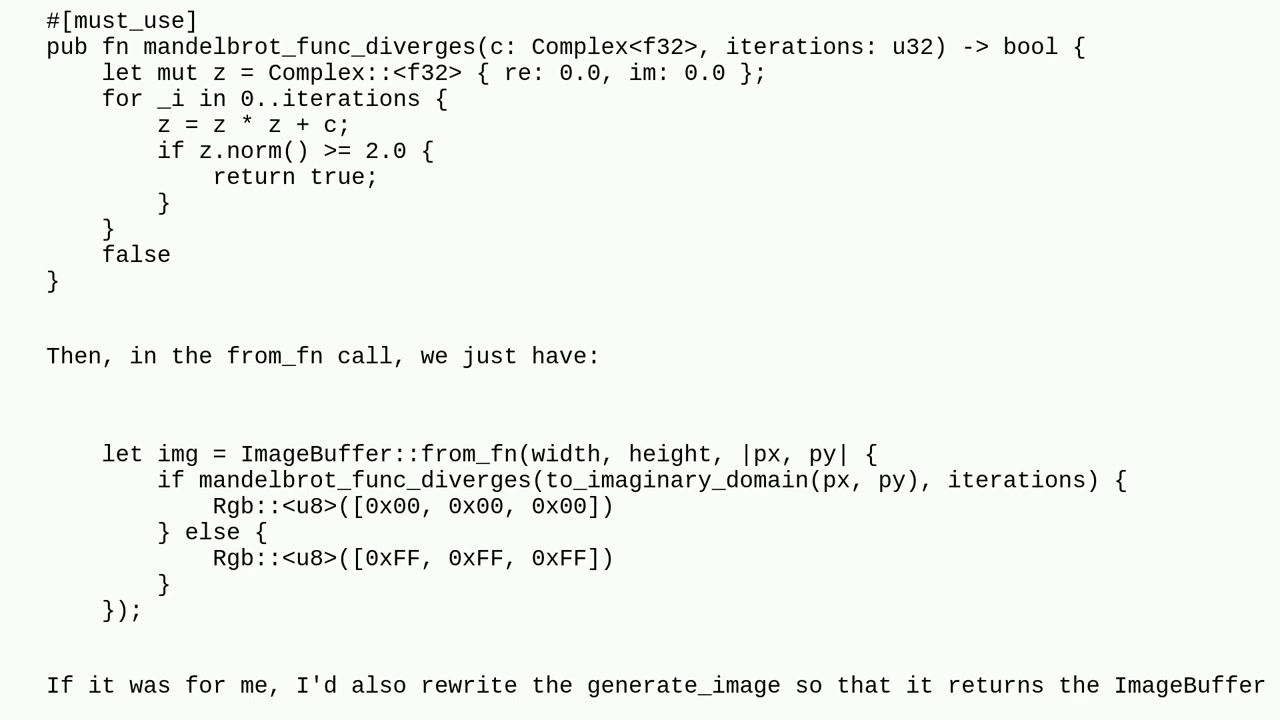 #[must_use]
pub fn mandelbrot_func_diverges(c: Complex<f32>, iterations: u32) -> bool {
    let mut z = Complex::<f32> { re: 0.0, im: 0.0 };
    for _i in 0..iterations {
        z = z * z + c;
        if z.norm() >= 2.0 {
            return true;
        }
    }
    false
}
Then, in the from_fn call, we just have:
    let img = ImageBuffer::from_fn(width, height, |px, py| {
        if mandelbrot_func_diverges(to_imaginary_domain(px, py), iterations) {
            Rgb::<u8>([0x00, 0x00, 0x00])
        } else {
            Rgb::<u8>([0xFF, 0xFF, 0xFF])
        }
    });
If it was for me, I'd also rewrite the generate_image so that it returns the ImageBuffer